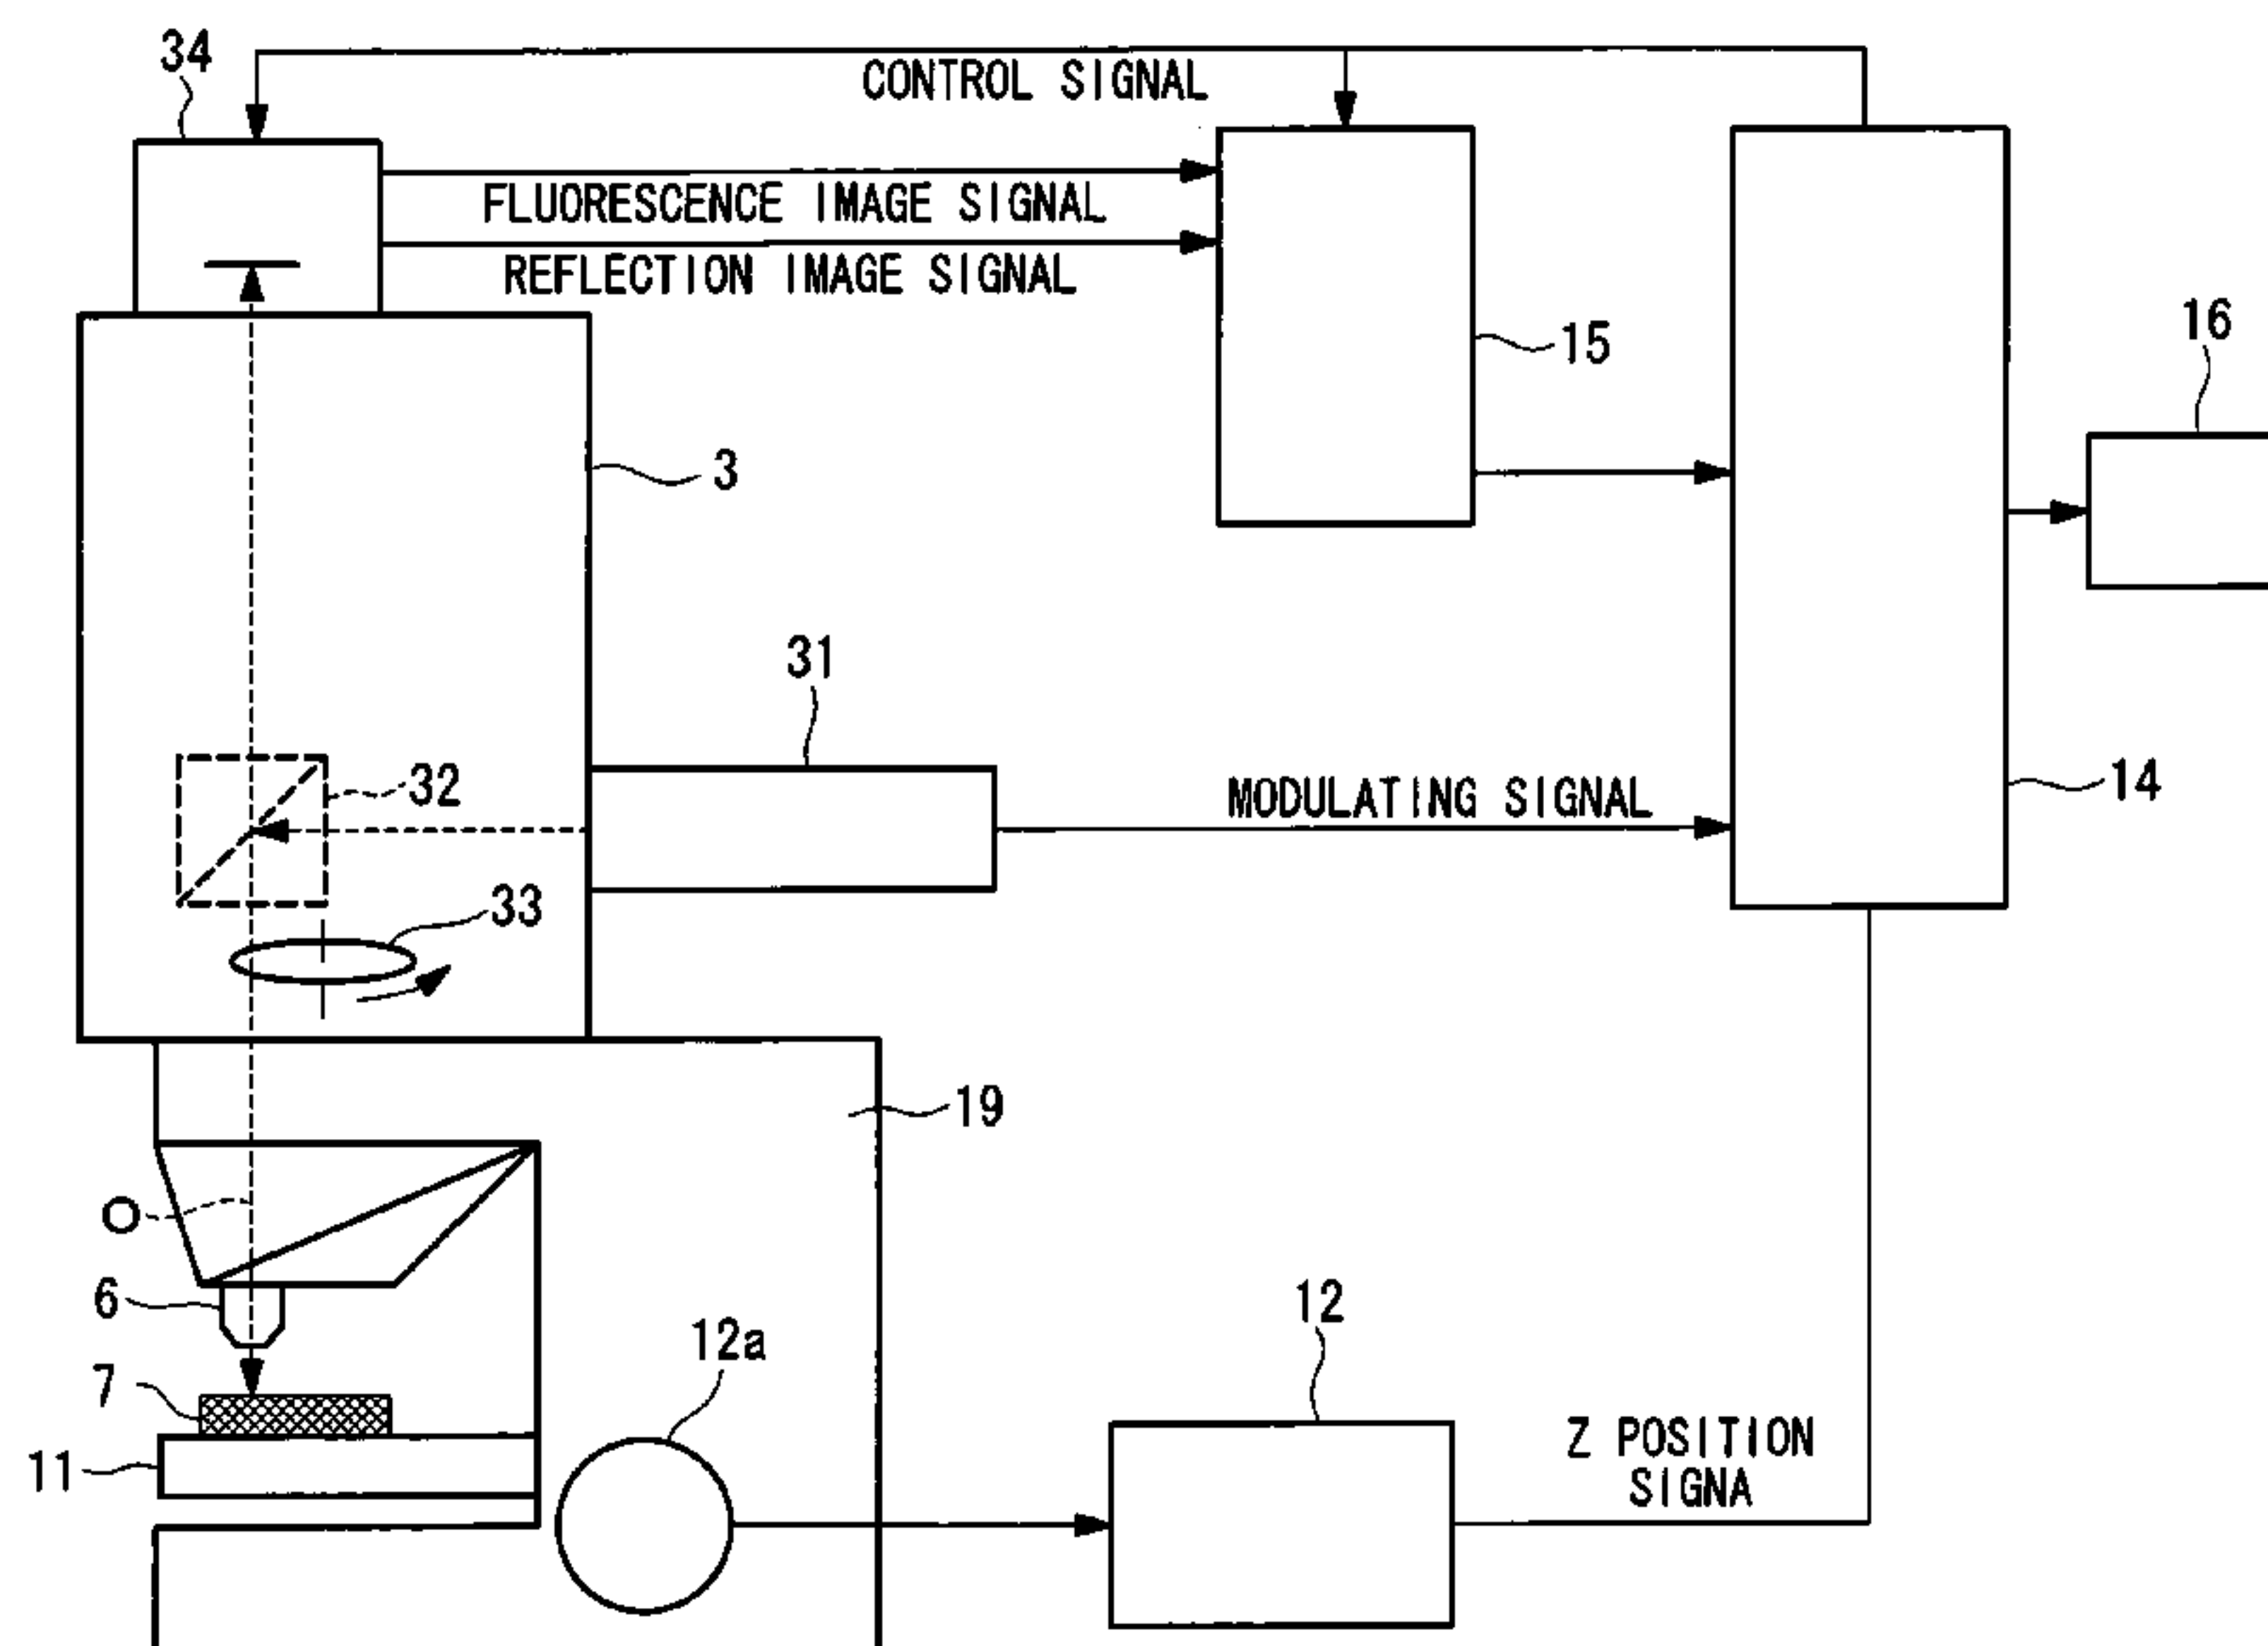 34
CONTROL SIGNAL
FLUORESCENCE IMAGE SIGNAL
REFLECTION IMAGE SIGNAL
15
16
3
31
32
MODULATING SIGNAL
14
33
19
O
6
12a
12
7
Z POSITION
SIGNA
11